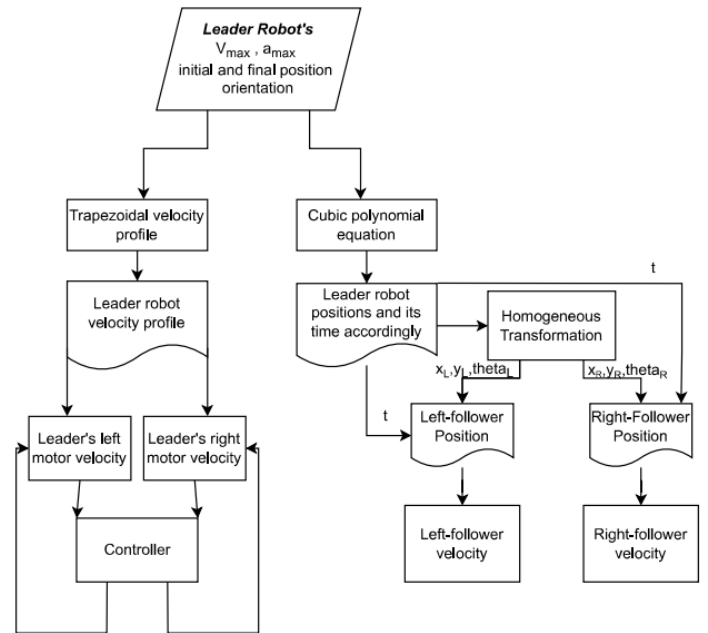 Leader Robot's
Vmax , amax
initial and final position
orientation
Trapezoidal velocity
profile
Cubic polynomial
equation
t
Leader robot
velocity profile
Leader robot
positions and its
time accordingly
Homogeneous
Transformation
xL,yL,thetaL
xR,yR,thetaR
t
Leader's left
motor velocity
Leader's right
motor velocity
Left-follower
Position
Right-Follower
Position
Controller
Left-follower
velocity
Right-follower
velocity